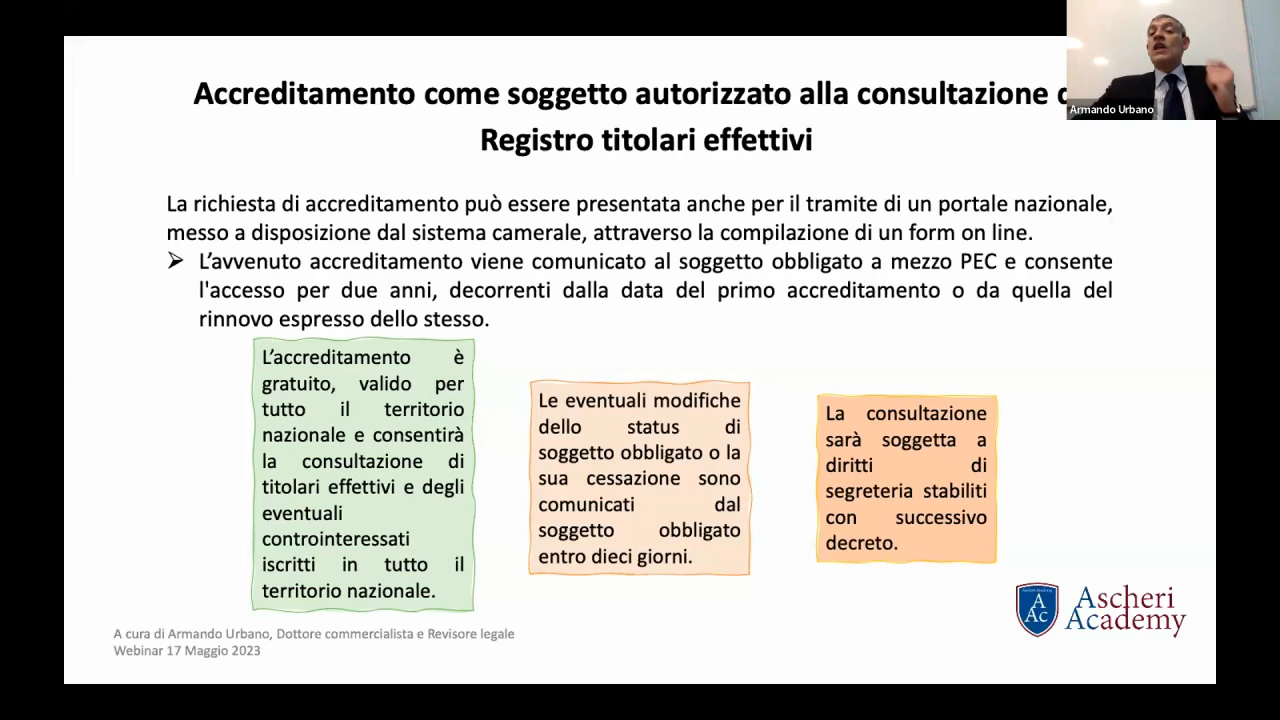 Accreditamento come soggetto autorizzato alla consultazione
Registro titolari effettivi
Armando Urbano
La richiesta di accreditamento può essere presentata anche per il tramite di un portale nazionale,
messo a disposizione dal sistema camerale, attraverso la compilazione di un form on line.
➢ L’avvenuto accreditamento viene comunicato al soggetto obbligato a mezzo PEC e consente
l'accesso per due anni, decorrenti dalla data del primo accreditamento o da quella del
rinnovo espresso dello stesso.
L’accreditamento è
gratuito, valido per
tutto il territorio
nazionale e consentirà
la consultazione di
titolari effettivi e degli
eventuali
controinteressati
iscritti in tutto il
territorio nazionale.
Le eventuali modifiche
dello status di
soggetto obbligato o la
sua cessazione sono
comunicati dal
soggetto obbligato
entro dieci giorni.
La consultazione
sarà soggetta a
diritti di
segreteria stabiliti
con successivo
decreto.
A cura di Armando Urbano, Dottore commercialista e Revisore legale
Webinar 17 Maggio 2023
A
Ac
Ascheri
Academy